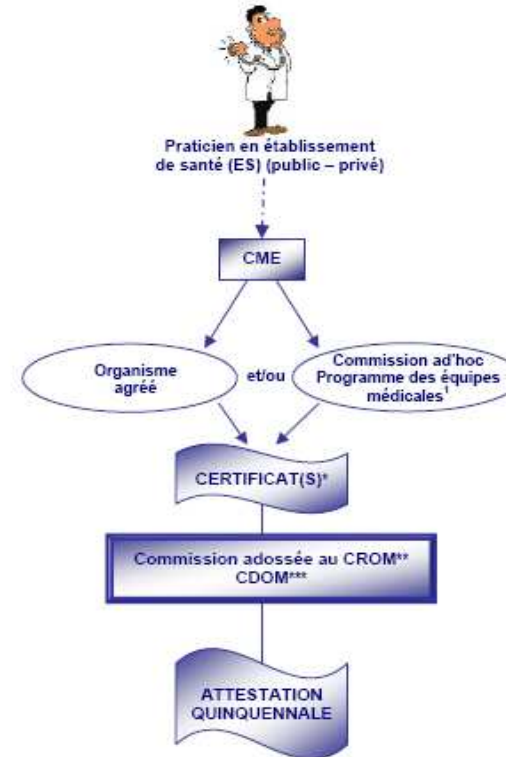 Praticien en établissement
de santé (ES) (public – privé)
CME
Organisme
agréé
et/ou
Commission ad'hoc
Programme des équipes
médicales¹
CERTIFICAT(S)*
Commission adossée au CROM**
CDOM***
ATTESTATION
QUINQUENNALE